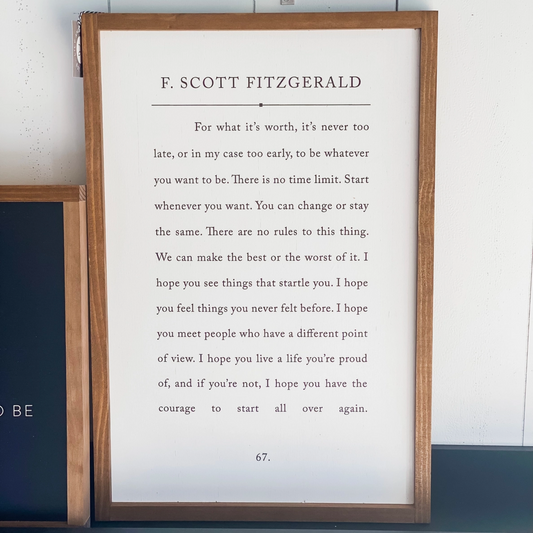 F. SCOTT FITZGERALD
For what it's worth, it's never too
late, or in my case too early, to be whatever
you want to be. There is no time limit. Start
whenever you want. You can change or stay
the same. There are no rules to this thing.
We can make the best or the worst of it. I
hope you see things that startle you. I hope
you feel things you never felt before. I hope
you meet people who have a different point
of view. I hope you live a life you're proud
of, and if you're not, I hope you have the
courage to start all over again.
67.
BE